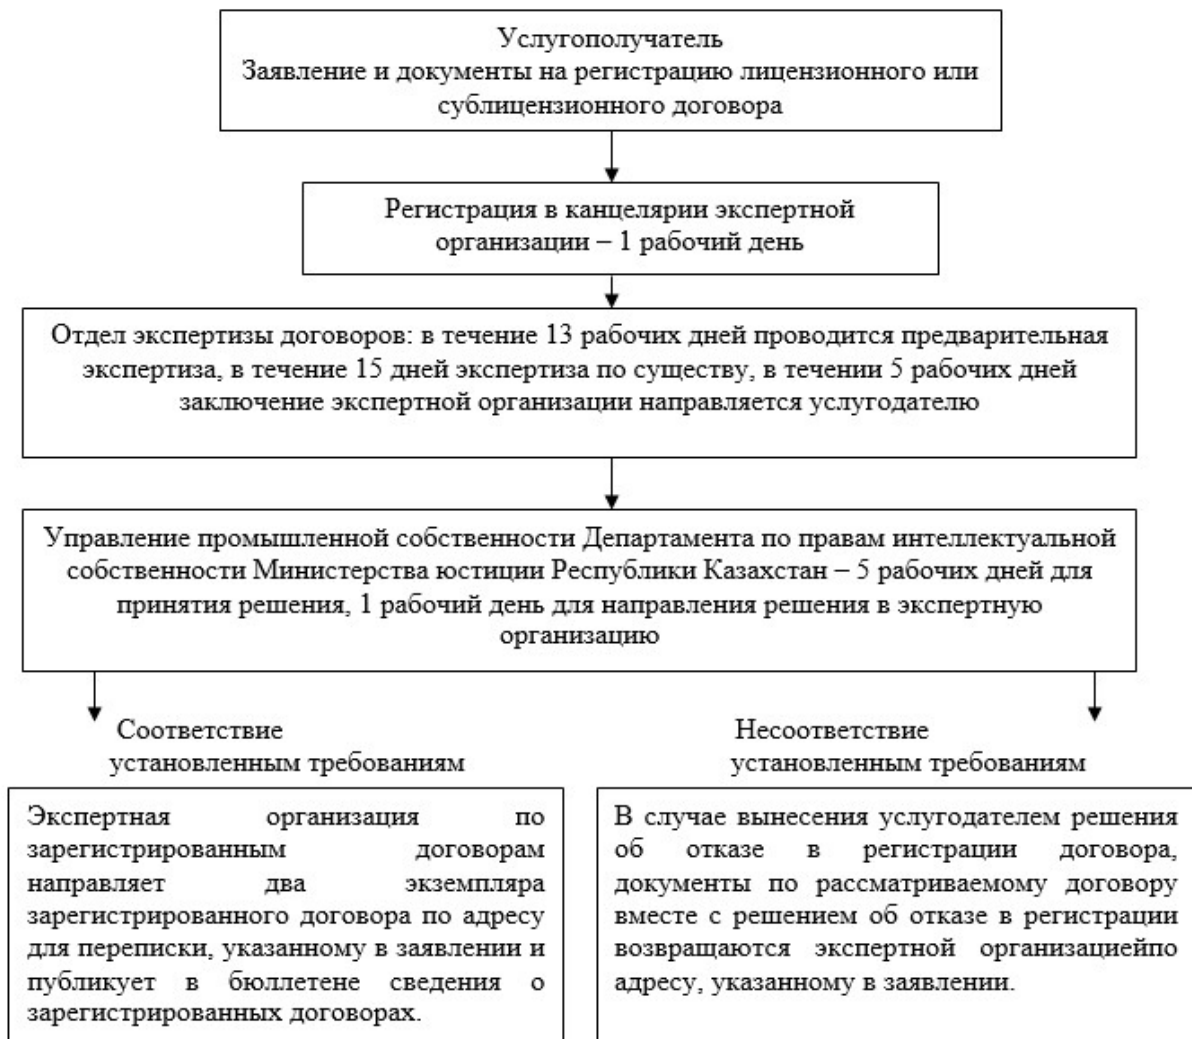 Услугополучатель
Заявление и документы на регистрацию лицензионного или
сублицензионного договора
Регистрация в канцелярии экспертной
организации – 1 рабочий день
Отдел экспертизы договоров: в течение 13 рабочих дней проводится предварительная
экспертиза, в течение 15 дней экспертиза по существу, в течении 5 рабочих дней
заключение экспертной организации направляется услугодателю
Управление промышленной собственности Департамента по правам интеллектуальной
собственности Министерства юстиции Республики Казахстан – 5 рабочих дней для
принятия решения, 1 рабочий день для направления решения в экспертную
организацию
Соответствие
установленным требованиям
Несоответствие
установленным требованиям
Экспертная организация по
зарегистрированным договорам
направляет два экземпляра
зарегистрированного договора по адресу
для переписки, указанному в заявлении и
публикует в бюллетене сведения о
зарегистрированных договорах.
В случае вынесения услугодателем решения
об отказе в регистрации договора,
документы по рассматриваемому договору
вместе с решением об отказе в регистрации
возвращаются экспертной организациейпо
адресу, указанному в заявлении.